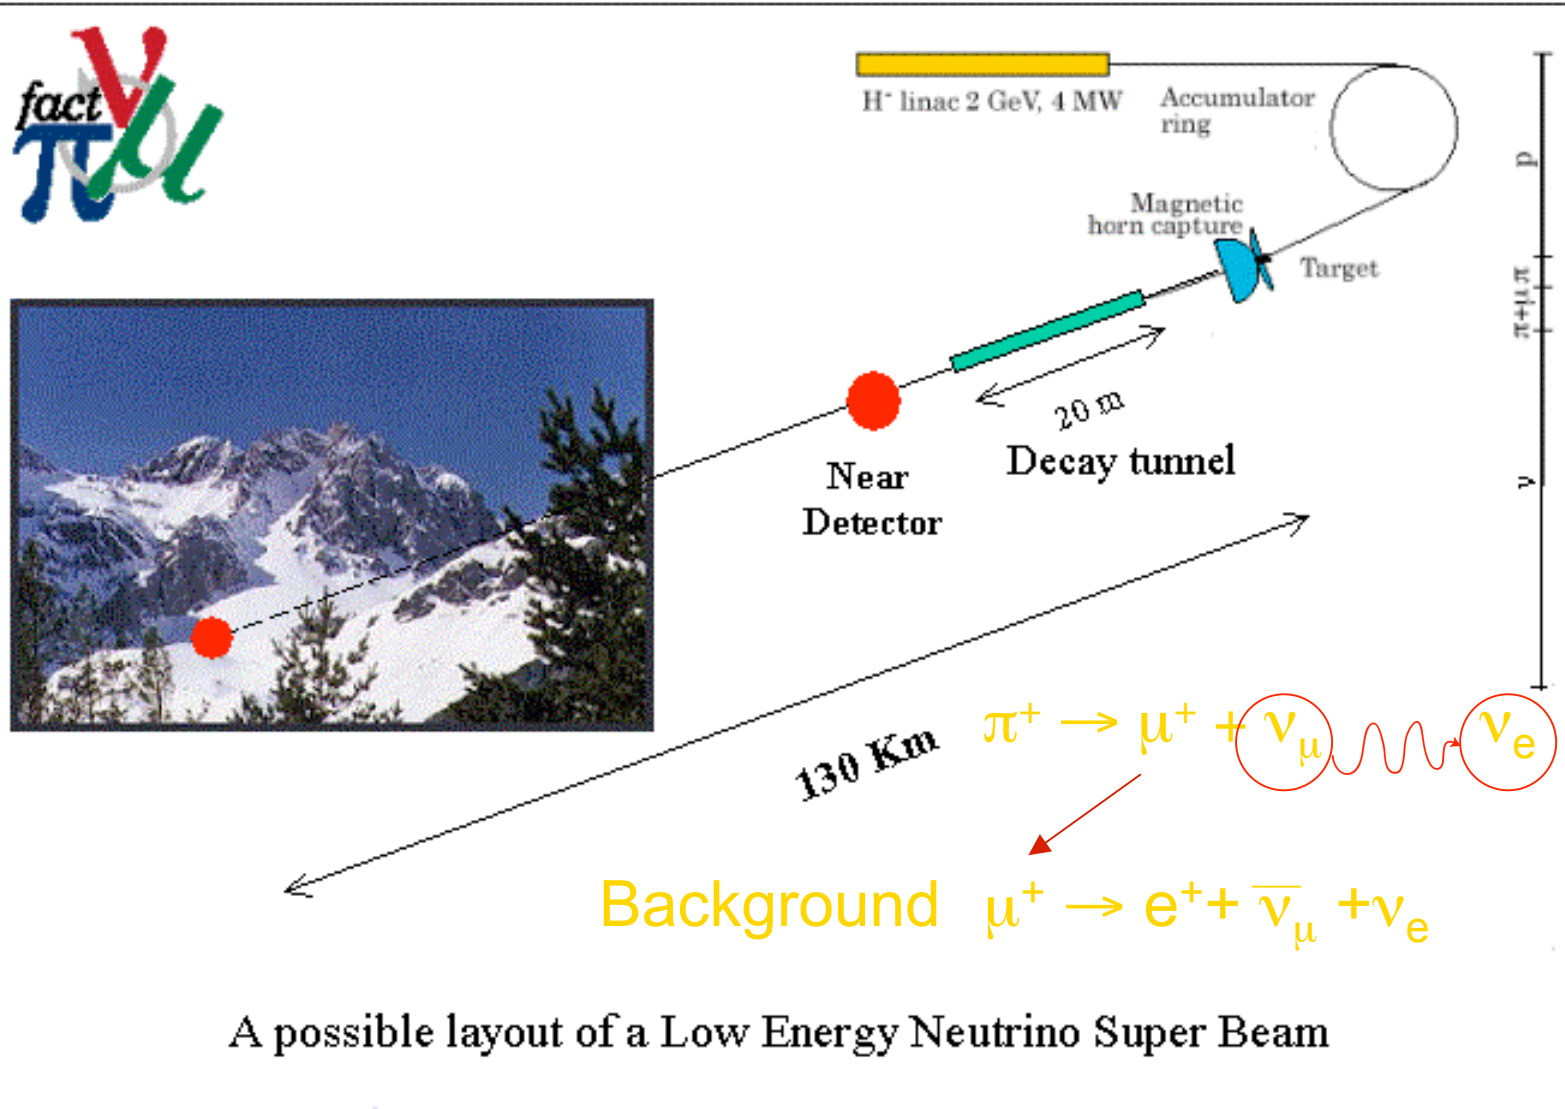 fact
ν
π μ
H⁻ linac 2 GeV, 4 MW
Accumulator
ring
p
Magnetic
horn capture
Target
π
π+μ
20 m
Decay tunnel
Near
Detector
ν
130 Km
π⁺ → μ⁺ + ν_μ ν_e
Background μ⁺ → e⁺+ ν̅_μ +ν_e
A possible layout of a Low Energy Neutrino Super Beam